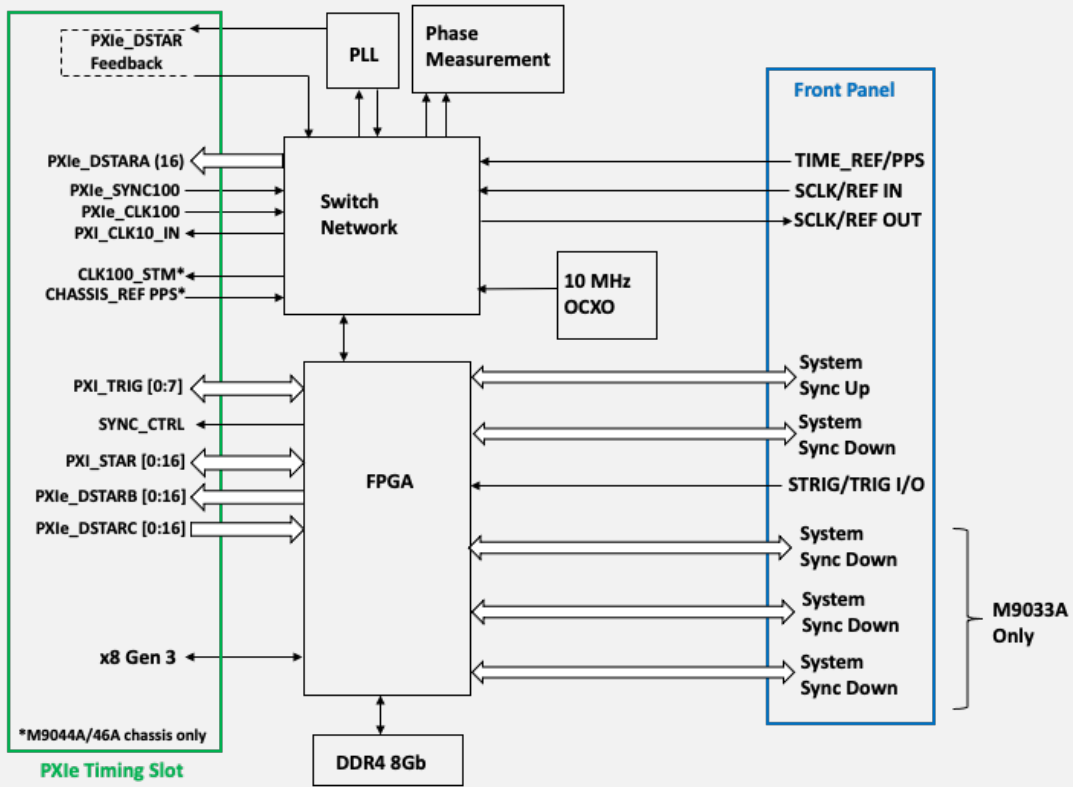 PXIe_DSTAR
Feedback
PLL
Phase
Measurement
Front Panel
PXIe_DSTARA (16)
PXIe_SYNC100
PXIe_CLK100
PXI_CLK10_IN
CLK100_STM*
CHASSIS_REF PPS*
Switch
Network
TIME_REF/PPS
SCLK/REF IN
SCLK/REF OUT
10 MHz
OCXO
PXI_TRIG [0:7]
SYNC_CTRL
PXI_STAR [0:16]
PXIe_DSTARB [0:16]
PXIe_DSTARC [0:16]
x8 Gen 3
FPGA
System
Sync Up
System
Sync Down
STRIG/TRIG I/O
System
Sync Down
System
Sync Down
System
Sync Down
M9033A
Only
*M9044A/46A chassis only
PXIe Timing Slot
DDR4 8Gb